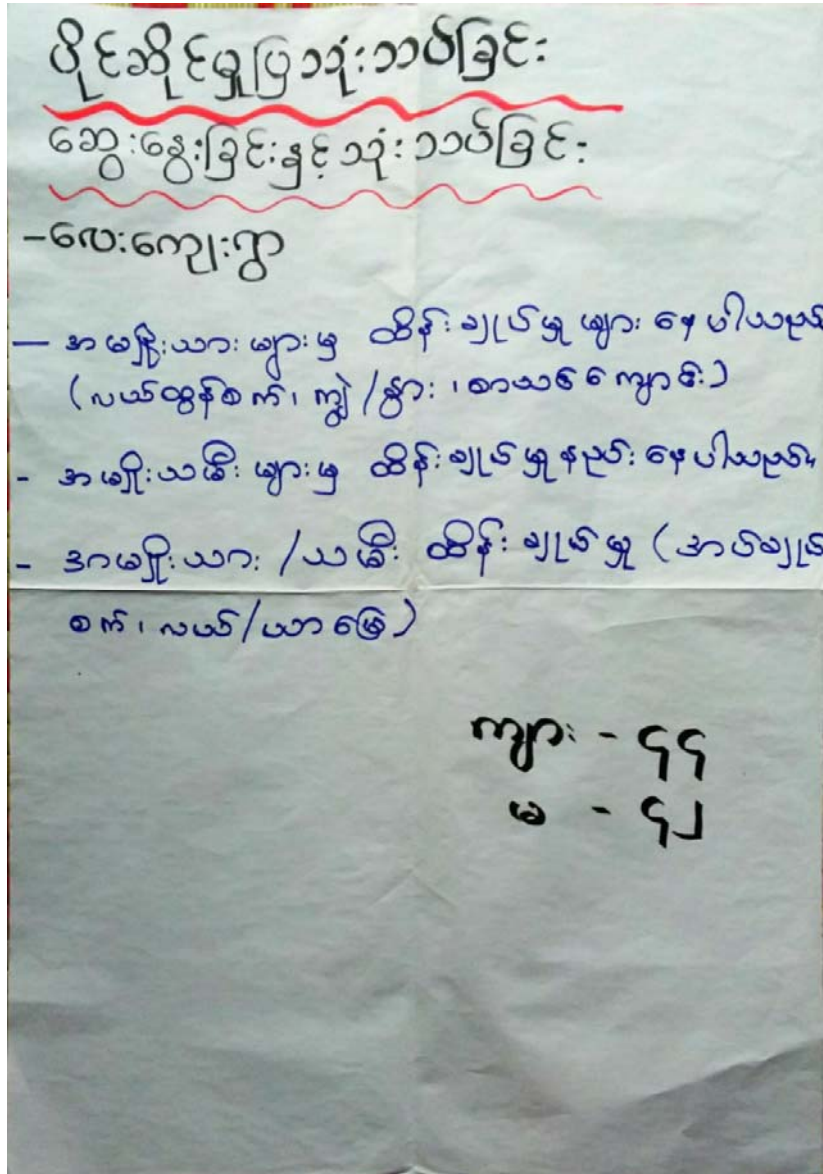 ပိုင်ဆိုင်မှုပြသုံးသပ်ခြင်း
ဆွေးနွေးခြင်းနှင့်သုံးသပ်ခြင်း
-လေးကျေးရွာ
- အမျိုးသားများမှ ထိန်းချုပ်မှုများနေပါသည်
(လယ်ထွန်စက်၊ ကျွဲ/နွား၊ စာသင်ကျောင်း)
- အမျိုးသမီးများမှ ထိန်းချုပ်မှုနည်းနေပါသည်။
- အမျိုးသား/သမီး ထိန်းချုပ်မှု (အပ်ချုပ်
စက်၊ လယ်/ယာမြေ)
ကျား - ၄၄
မ - ၄၂